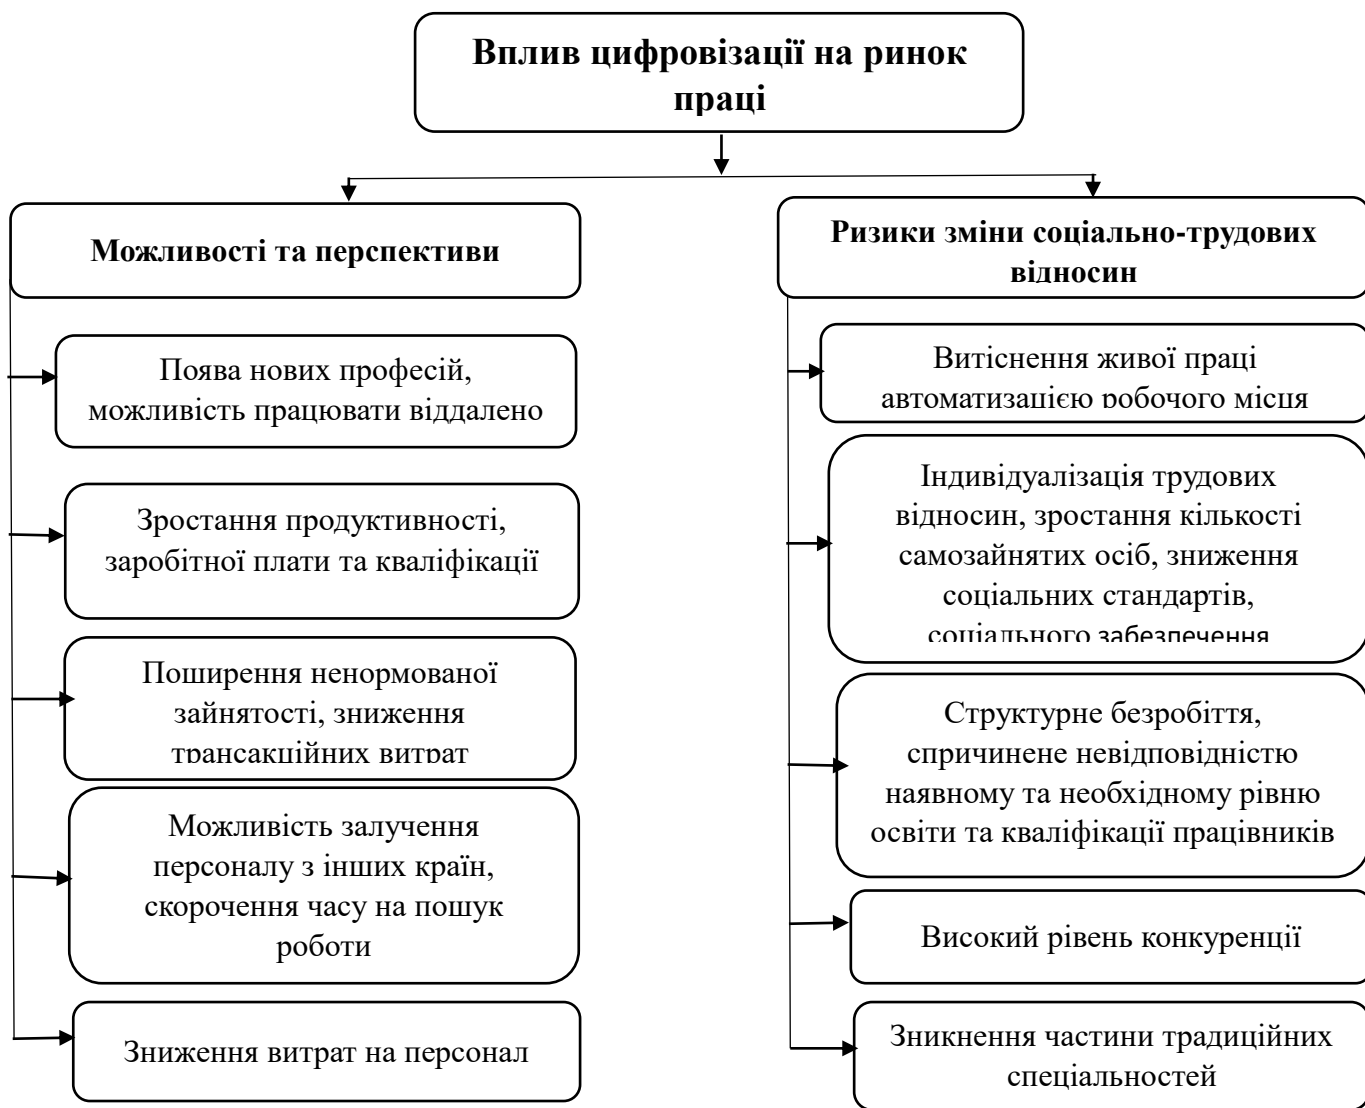 Вплив цифровізації на ринок
праці
Можливості та перспективи
Поява нових професій,
можливість працювати віддалено
Зростання продуктивності,
заробітної плати та кваліфікації
Поширення ненормованої
зайнятості, зниження
трансакційних витрат
Можливість залучення
персоналу з інших країн,
скорочення часу на пошук
роботи
Зниження витрат на персонал
Ризики зміни соціально-трудових
відносин
Витіснення живої праці
автоматизацією робочого місця
Індивідуалізація трудових
відносин, зростання кількості
самозайнятих осіб, зниження
соціальних стандартів,
соціального забезпечення
Структурне безробіття,
спричинене невідповідністю
наявному та необхідному рівню
освіти та кваліфікації працівників
Високий рівень конкуренції
Зникнення частини традиційних
спеціальностей